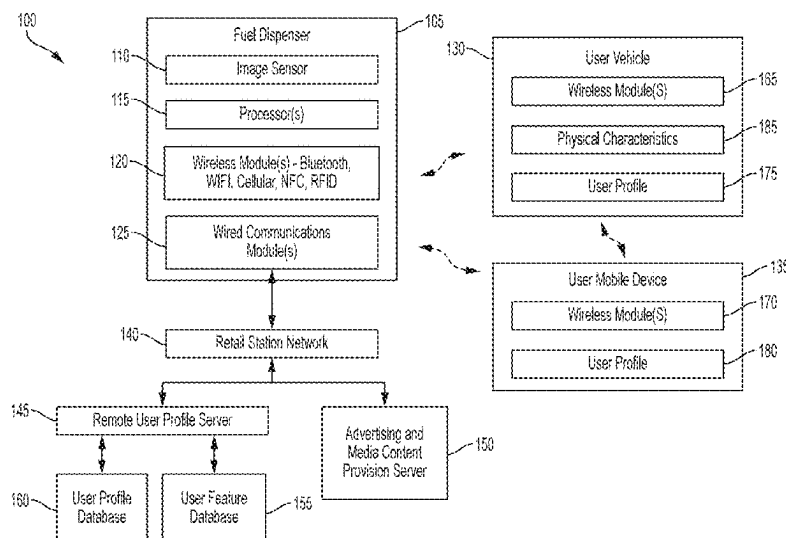 100
Fuel Dispenser
105
110
Image Sensor
115
Processor(s)
120
Wireless Module(s) - Bluetooth,
WIFI, Cellular, NFC, RFID
125
Wired Communications
Module(s)
130
User Vehicle
Wireless Module(S)
165
Physical Characteristics
185
User Profile
175
User Mobile Device
135
Wireless Module(S)
170
User Profile
180
140
Retail Station Network
145
Remote User Profile Server
Advertising and
Media Content
Provision Server
150
160
User Profile
Database
User Feature
Database
155